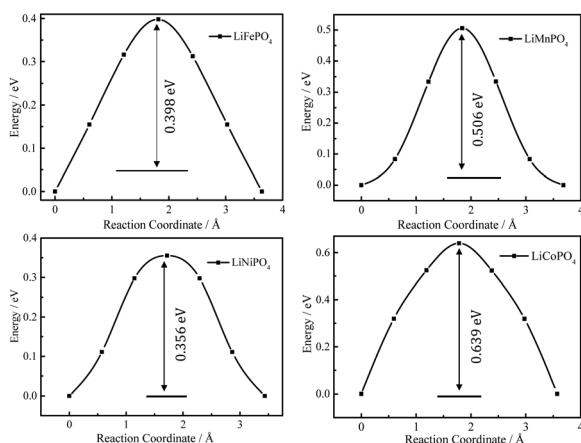 0.4
0.3
0.2
0.1
0.0
Energy / eV
LiFePO4
0.398 eV
0 1 2 3 4
Reaction Coordinate / Å
0.5
0.4
0.3
0.2
0.1
0.0
Energy / eV
LiMnPO4
0.506 eV
0 1 2 3 4
Reaction Coordinate / Å
0.4
0.3
0.2
0.1
0.0
Energy / eV
LiNiPO4
0.356 eV
0 1 2 3 4
Reaction Coordinate / Å
0.6
0.4
0.2
0.0
Energy / eV
LiCoPO4
0.639 eV
0 1 2 3 4
Reaction Coordinate / Å